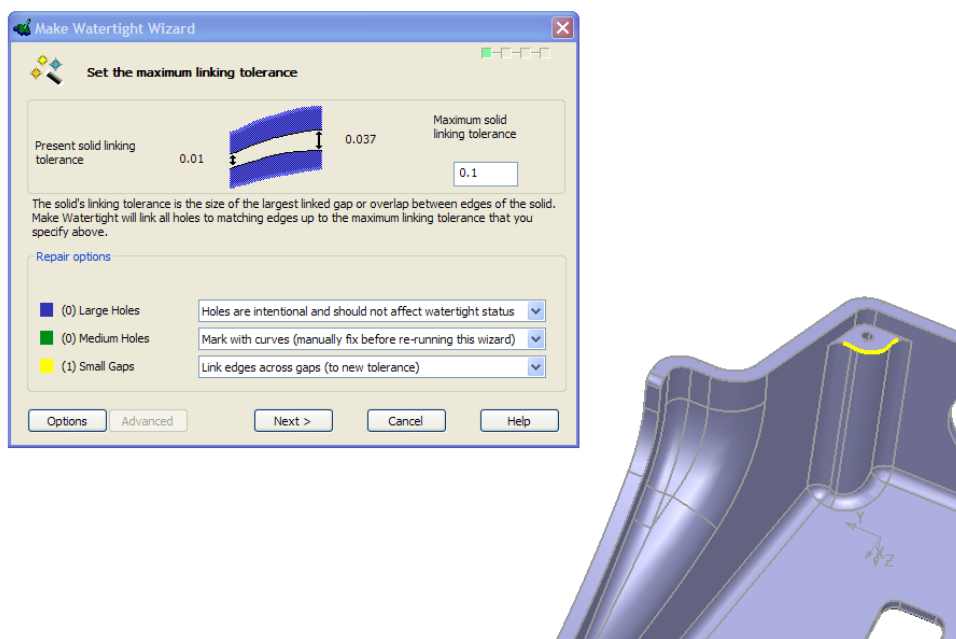 Make Watertight Wizard
Set the maximum linking tolerance
Present solid linking
tolerance
0.01
0.037
Maximum solid
linking tolerance
0.1
The solid's linking tolerance is the size of the largest linked gap or overlap between edges of the solid.
Make Watertight will link all holes to matching edges up to the maximum linking tolerance that you
specify above.
Repair options
(0) Large Holes
Holes are intentional and should not affect watertight status
(0) Medium Holes
Mark with curves (manually fix before re-running this wizard)
(1) Small Gaps
Link edges across gaps (to new tolerance)
Options
Advanced
Next >
Cancel
Help
Y
X
Z